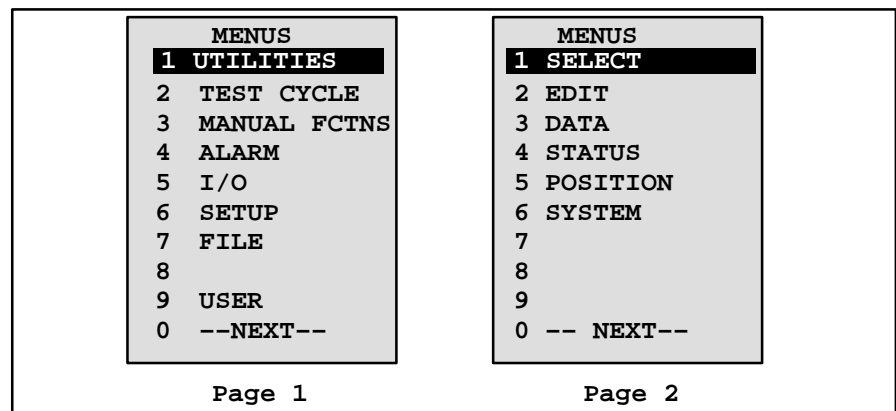 MENUS
1 UTILITIES
2 TEST CYCLE
3 MANUAL FCTNS
4 ALARM
5 I/O
6 SETUP
7 FILE
8
9 USER
0 --NEXT--
Page 1
MENUS
1 SELECT
2 EDIT
3 DATA
4 STATUS
5 POSITION
6 SYSTEM
7
8
9
0 -- NEXT--
Page 2